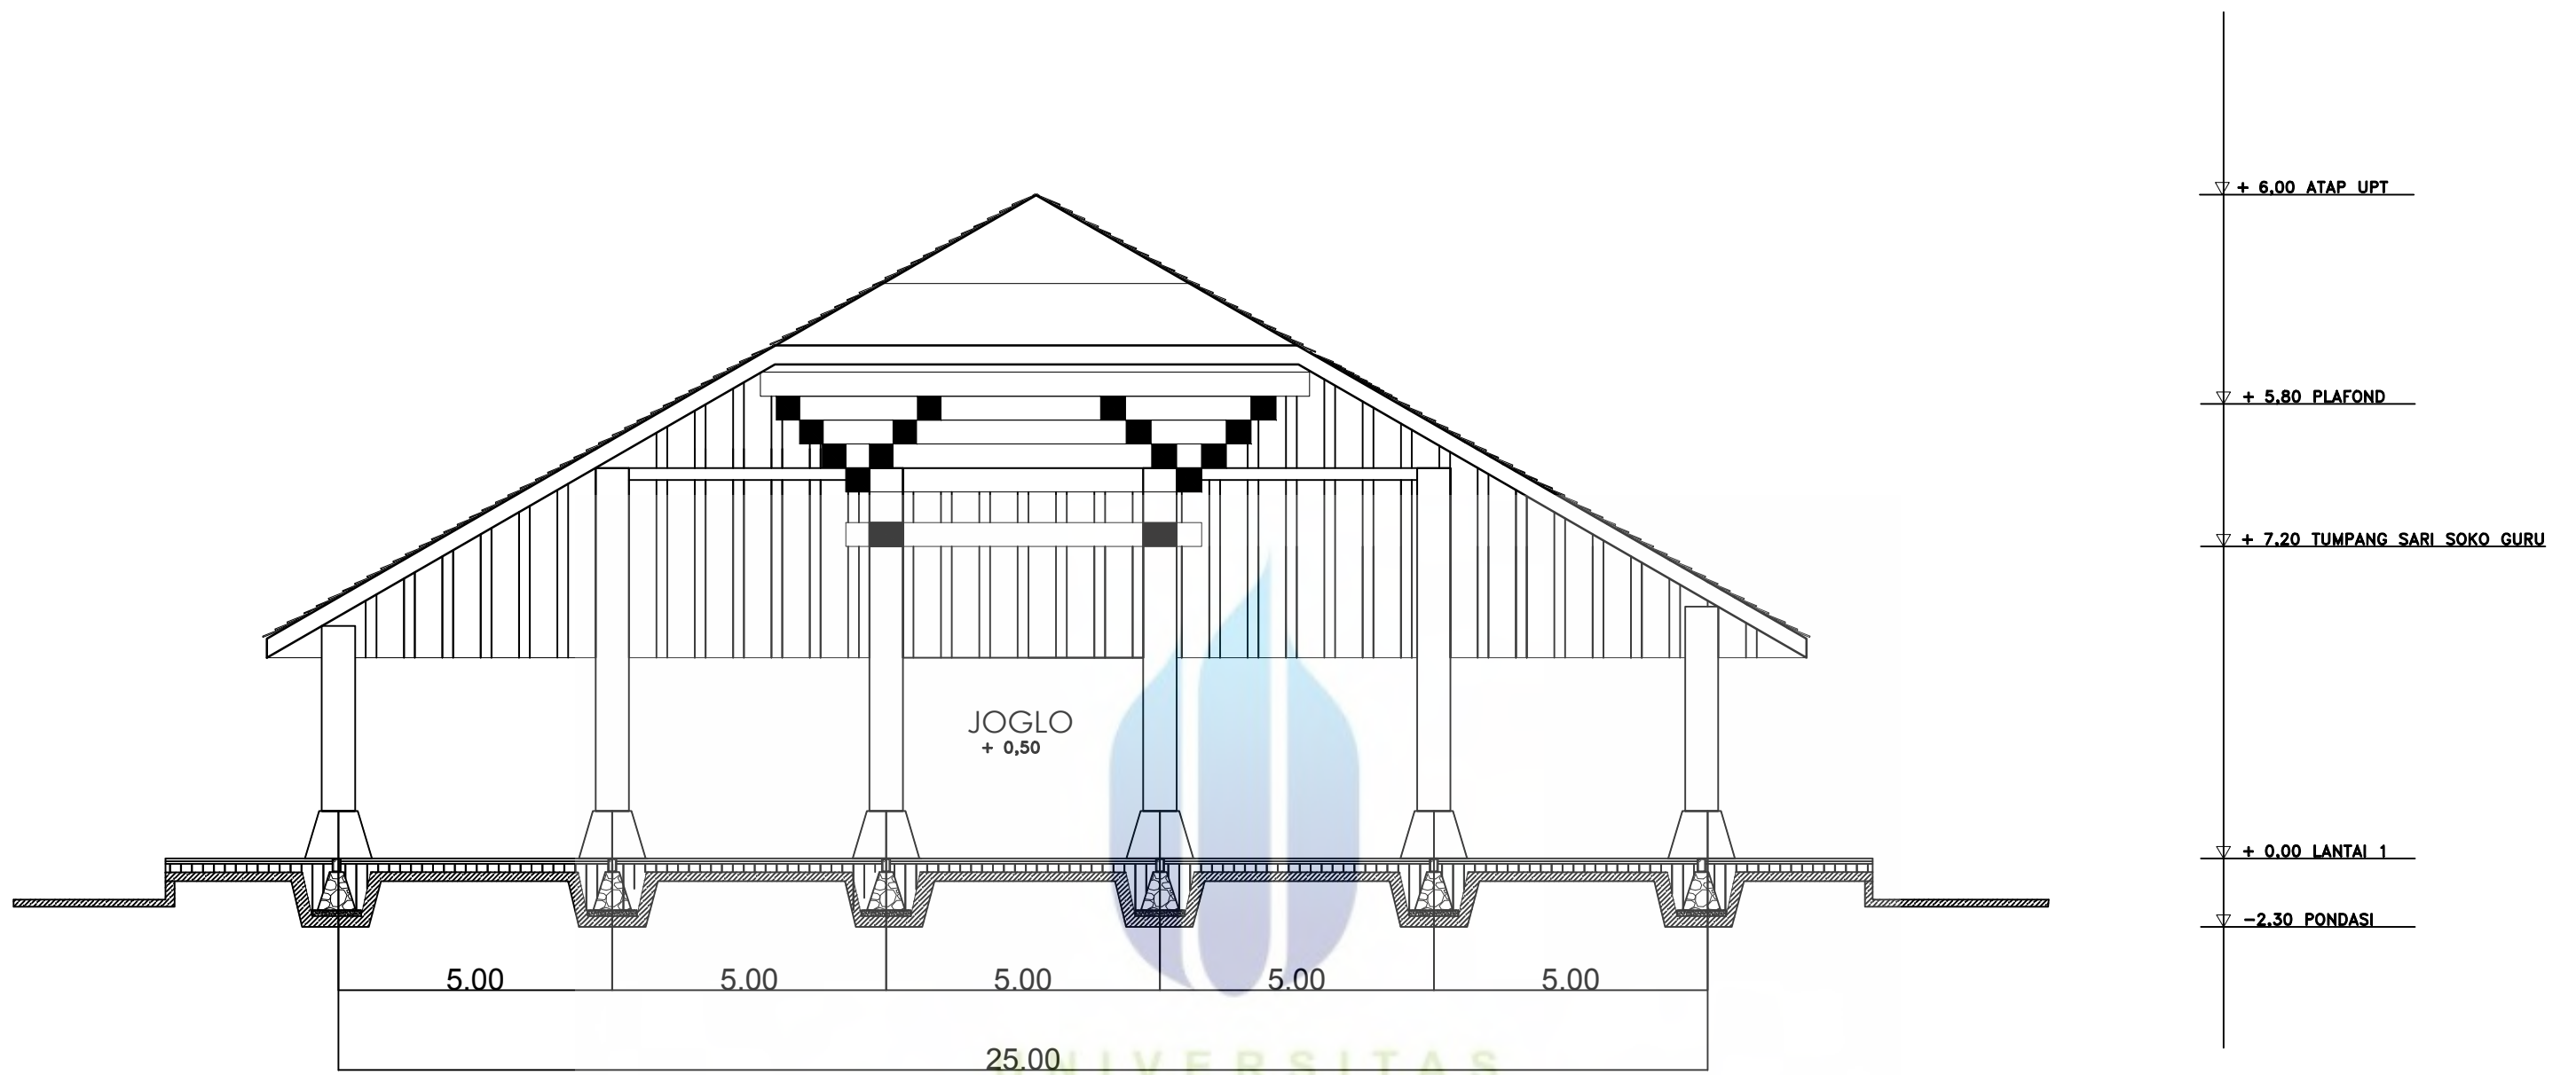 + 6,00 ATAP UPT
+ 5,80 PLAFOND
+ 7,20 TUMPANG SARI SOKO GURU
JOGLO
+ 0,50
+ 0,00 LANTAI 1
-2,30 PONDASI
5.00 5.00 5.00 5.00 5.00
25.00
UNIVERSITAS